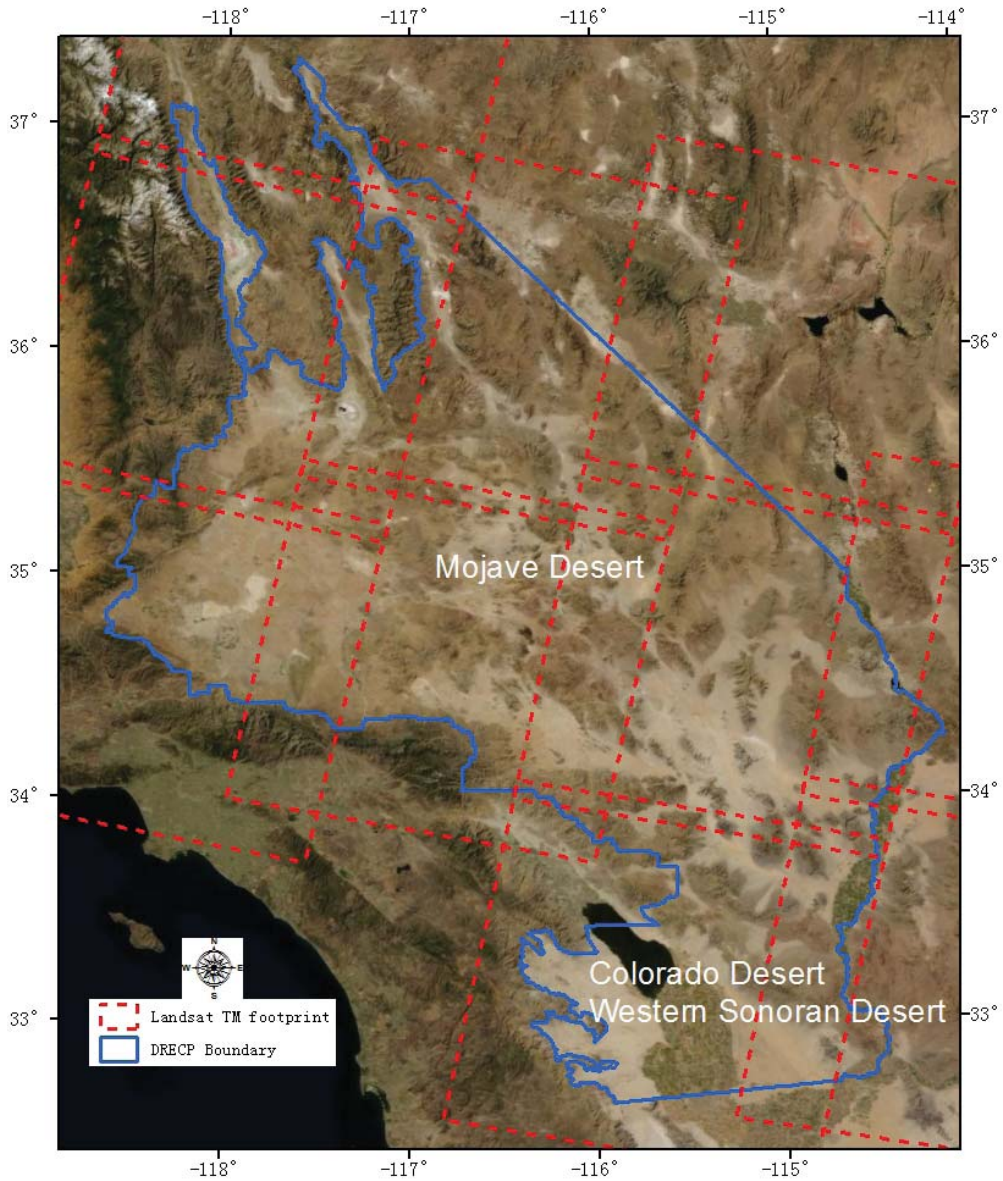 -118° -117° -116° -115° -114°
37° 37°
36° 36°
35° 35°
Mojave Desert
34° 34°
N
W E
S
Colorado Desert
Western Sonoran Desert
33° 33°
Landsat TM footprint
DRECP Boundary
-118° -117° -116° -115°